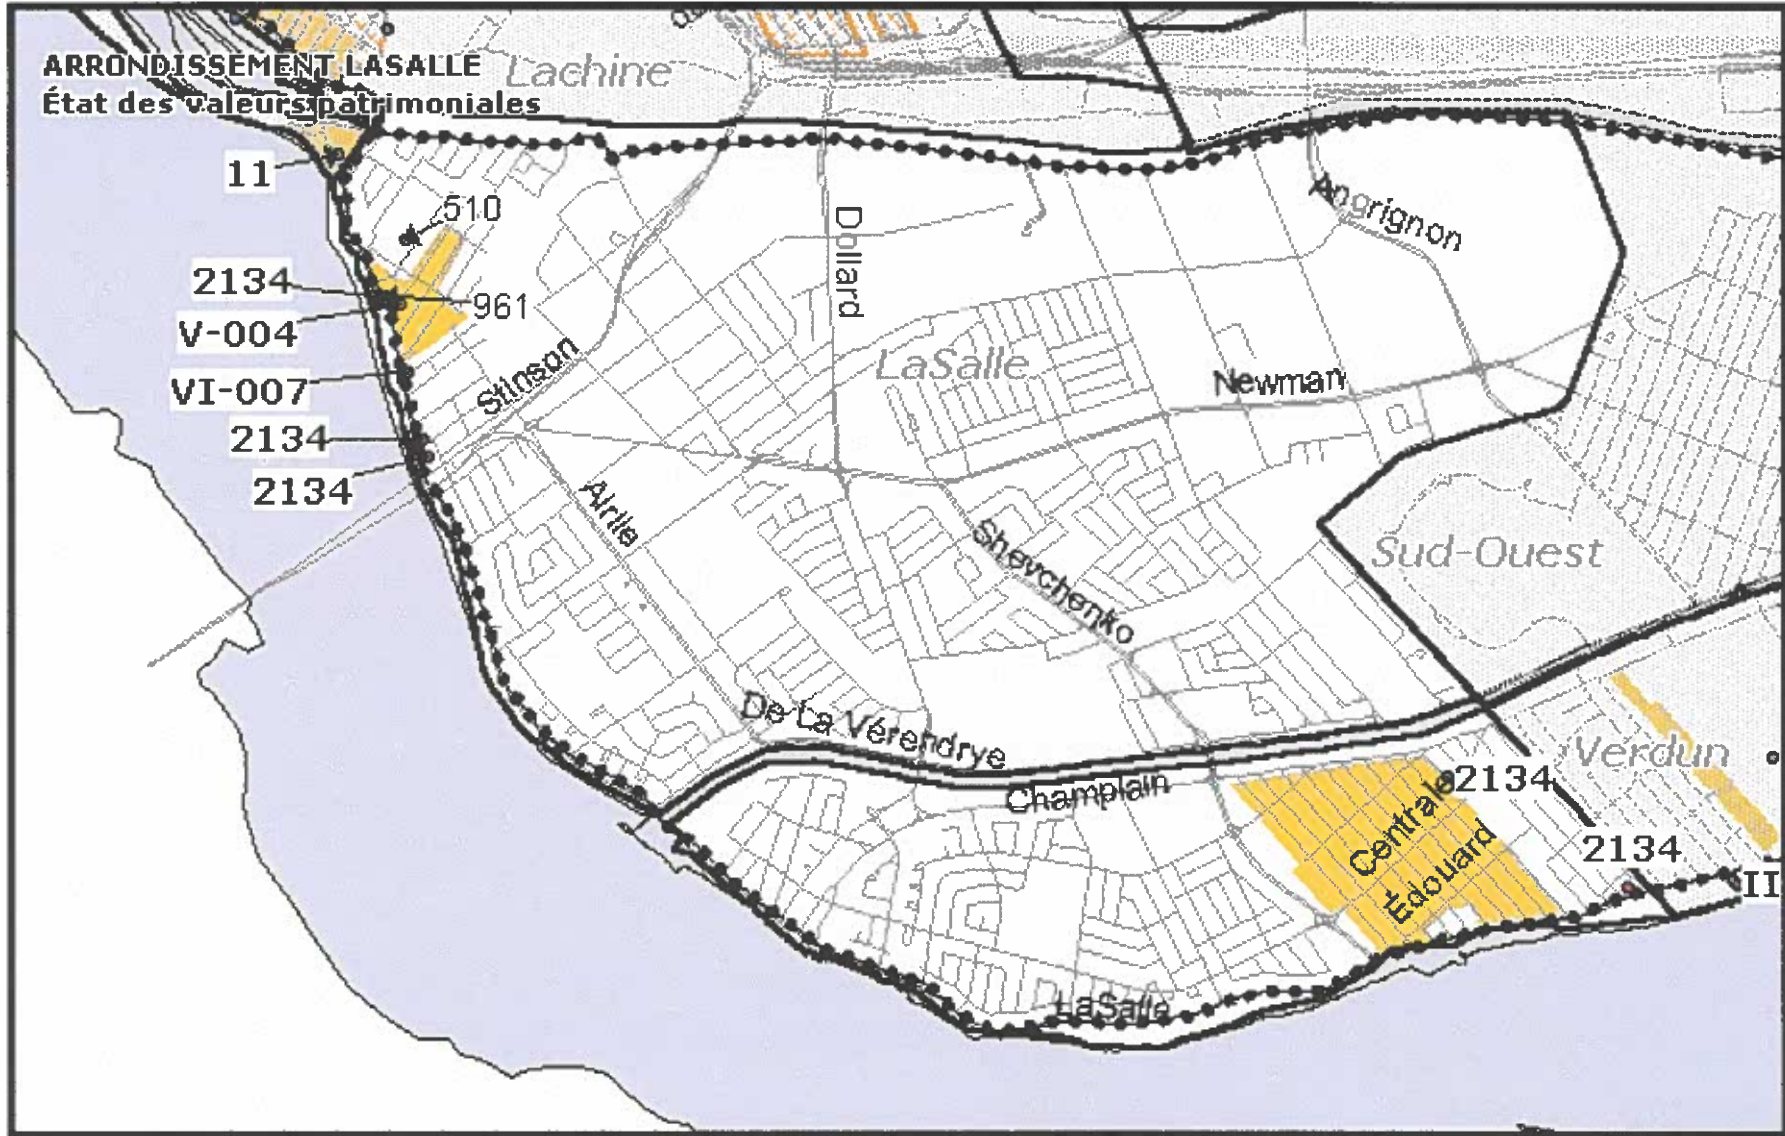 ARRONDISSEMENT LASALLE
État des valeurs patrimoniales
Lachine
11
510
2134
961
V-004
VI-007
2134
2134
Stinson
Dollard
Angrignon
LaSalle
Newman
Airlie
Shevchenko
Sud-Ouest
De La Vérendrye
Champlain
Verdun
2134
Centrale
Édouard
2134
II
LaSalle